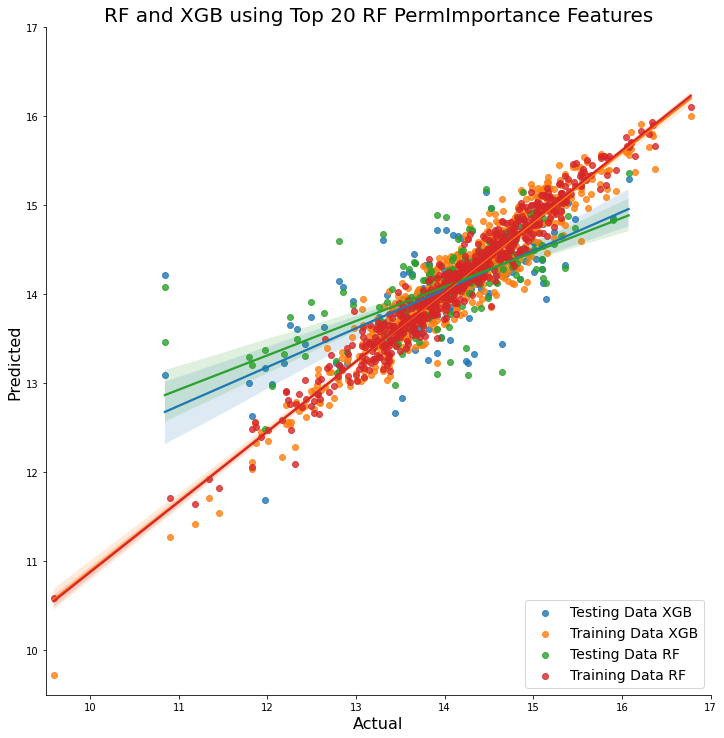 RF and XGB using Top 20 RF PermImportance Features
17
16
15
14
13
12
11
10
Predicted
10 11 12 13 14 15 16 17
Actual
Testing Data XGB
Training Data XGB
Testing Data RF
Training Data RF